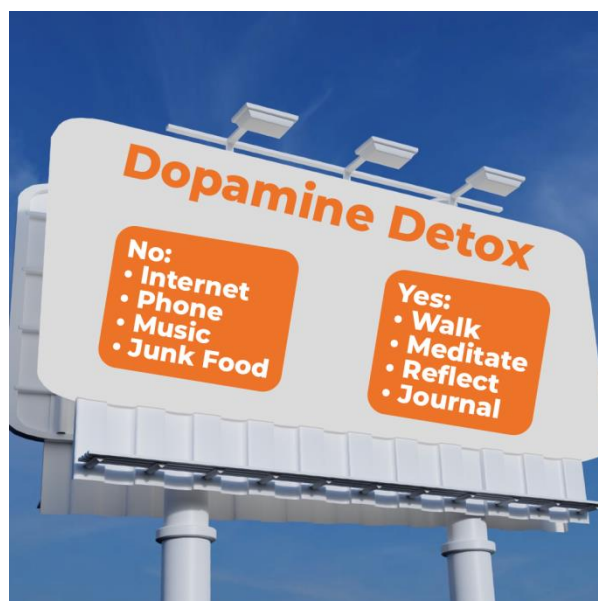 Dopamine Detox
No:
• Internet
• Phone
• Music
• Junk Food
Yes:
• Walk
• Meditate
• Reflect
• Journal